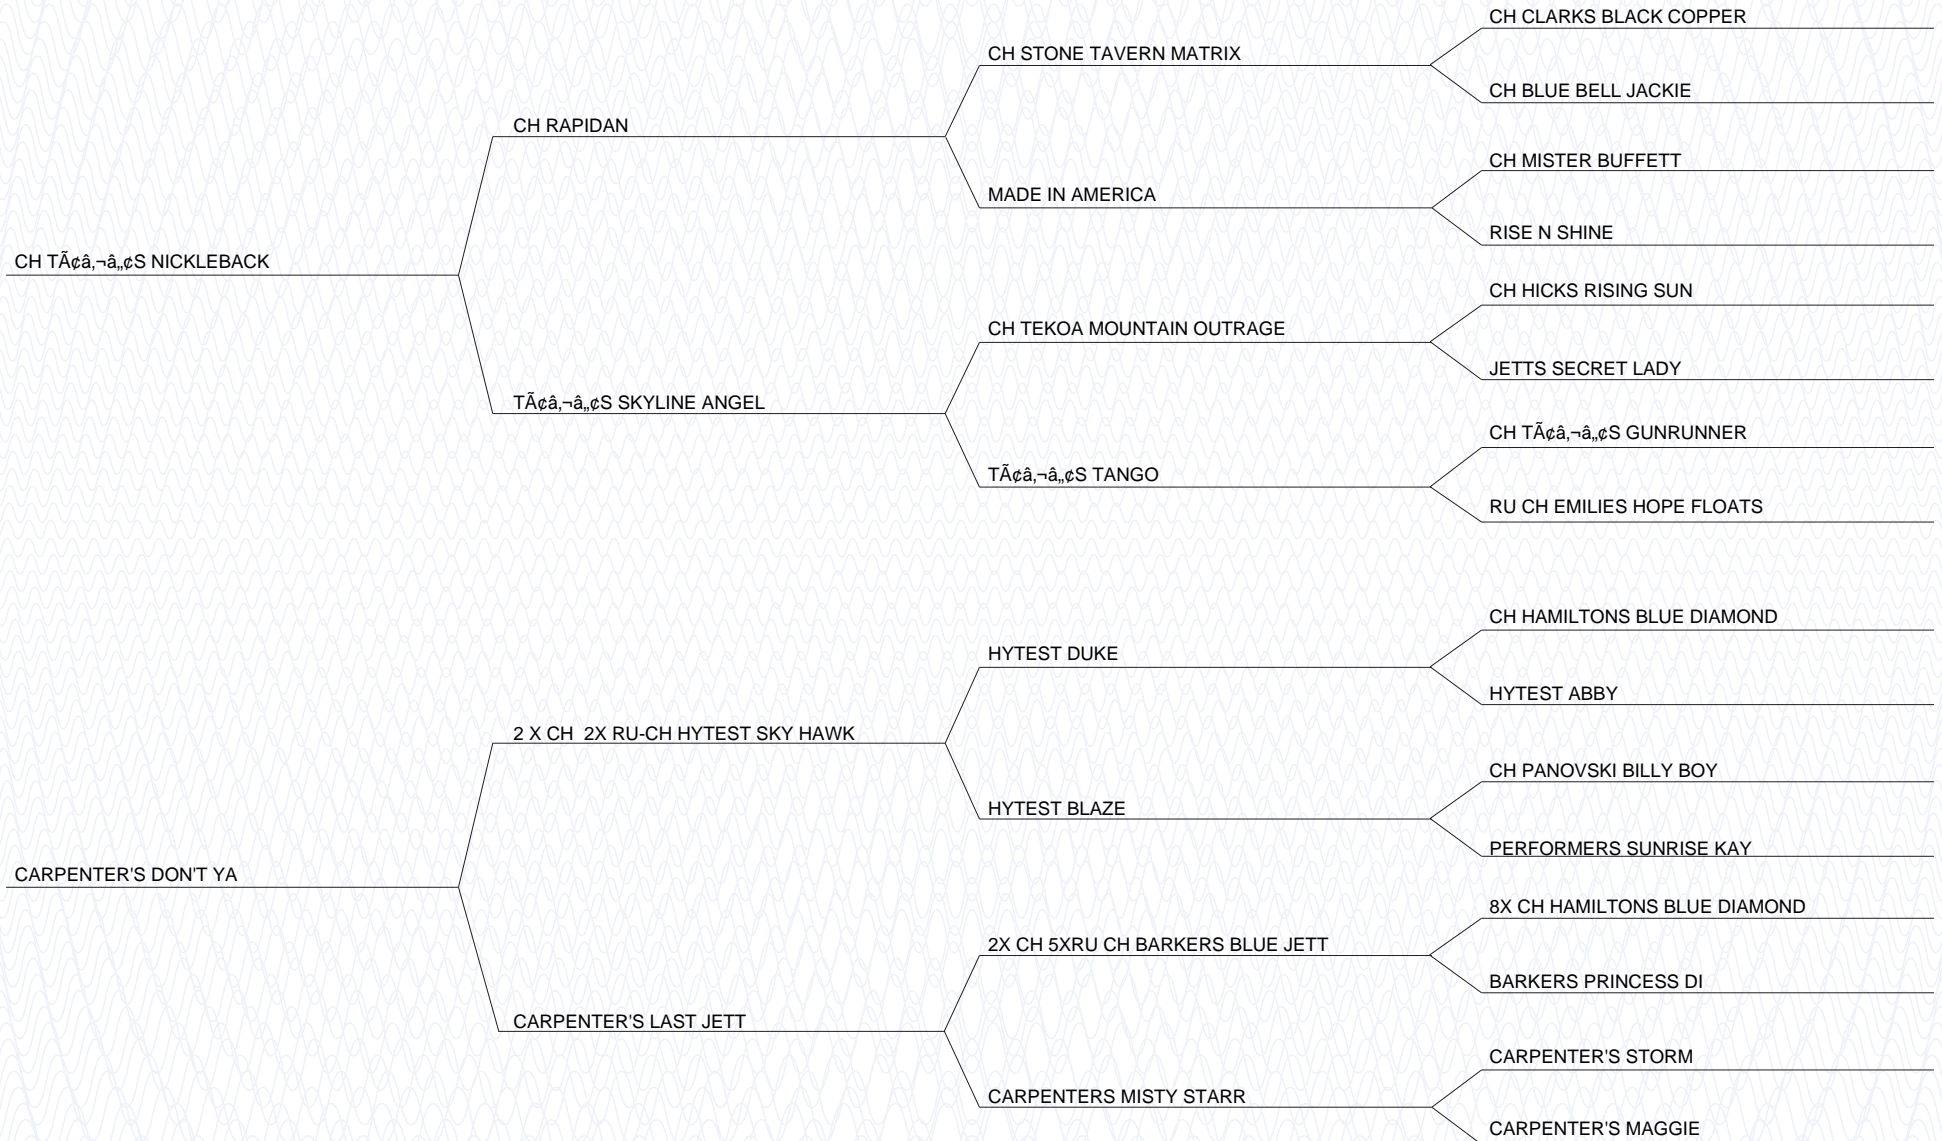 CH CLARKS BLACK COPPER
CH STONE TAVERN MATRIX
CH BLUE BELL JACKIE
CH RAPIDAN
CH MISTER BUFFETT
MADE IN AMERICA
RISE N SHINE
CH TÃ¢â‚¬â„¢S NICKLEBACK
CH HICKS RISING SUN
CH TEKOA MOUNTAIN OUTRAGE
JETTS SECRET LADY
TÃ¢â‚¬â„¢S SKYLINE ANGEL
CH TÃ¢â‚¬â„¢S GUNRUNNER
TÃ¢â‚¬â„¢S TANGO
RU CH EMILIES HOPE FLOATS
CH HAMILTONS BLUE DIAMOND
HYTEST DUKE
HYTEST ABBY
2 X CH  2X RU-CH HYTEST SKY HAWK
CH PANOVSKI BILLY BOY
HYTEST BLAZE
PERFORMERS SUNRISE KAY
CARPENTER'S DON'T YA
8X CH HAMILTONS BLUE DIAMOND
2X CH 5XRU CH BARKERS BLUE JETT
BARKERS PRINCESS DI
CARPENTER'S LAST JETT
CARPENTER'S STORM
CARPENTERS MISTY STARR
CARPENTER'S MAGGIE